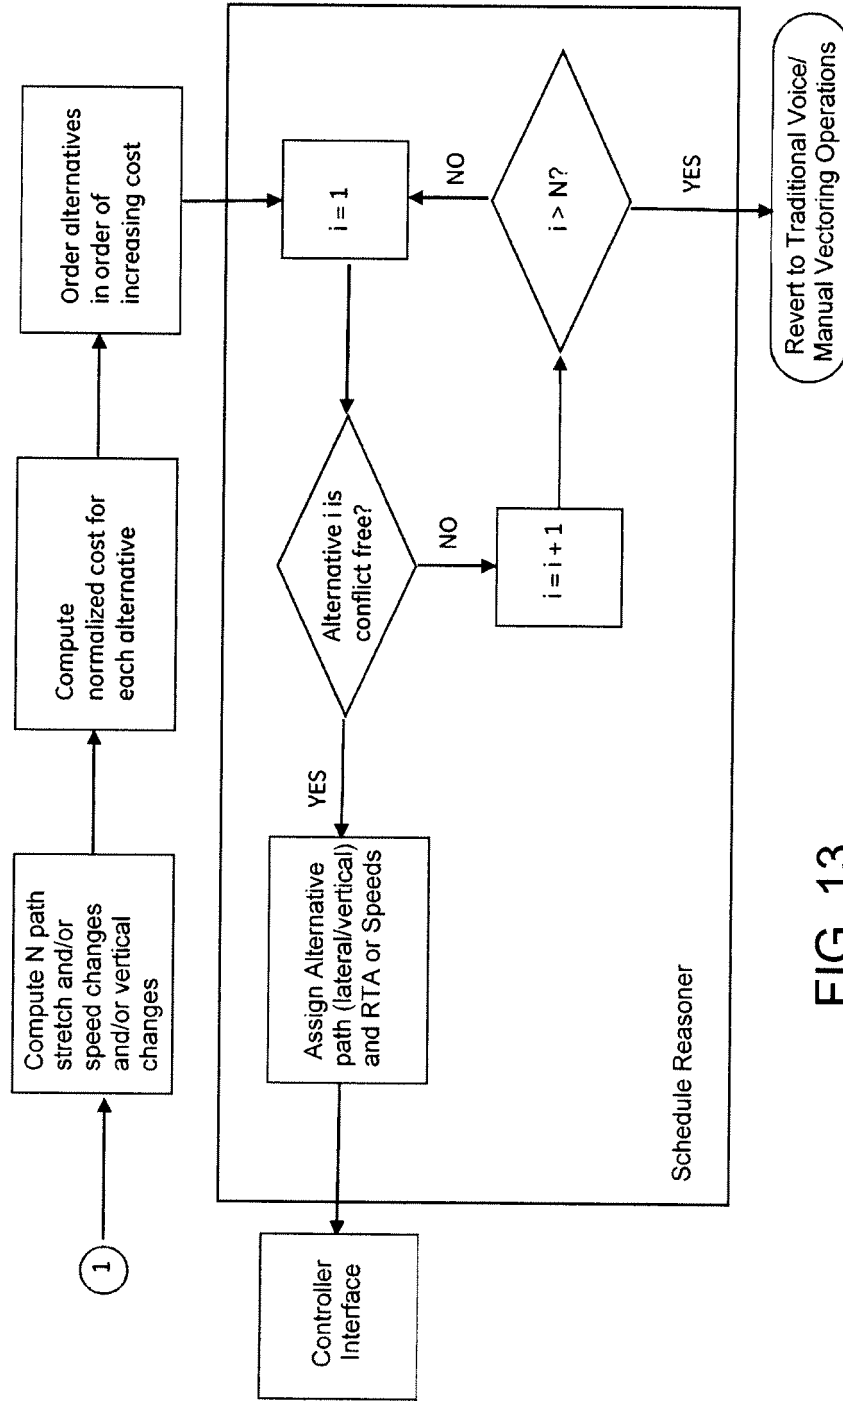 1
Compute N path
stretch and/or
speed changes
and/or vertical
changes
Compute
normalized cost for
each alternative
Order alternatives
in order of
increasing cost
Controller
Interface
Assign Alternative
path (lateral/vertical)
and RTA or Speeds
YES
Alternative i is
conflict free?
i = 1
NO
NO
i = i + 1
i > N?
YES
Schedule Reasoner
Revert to Traditional Voice/
Manual Vectoring Operations
FIG. 13